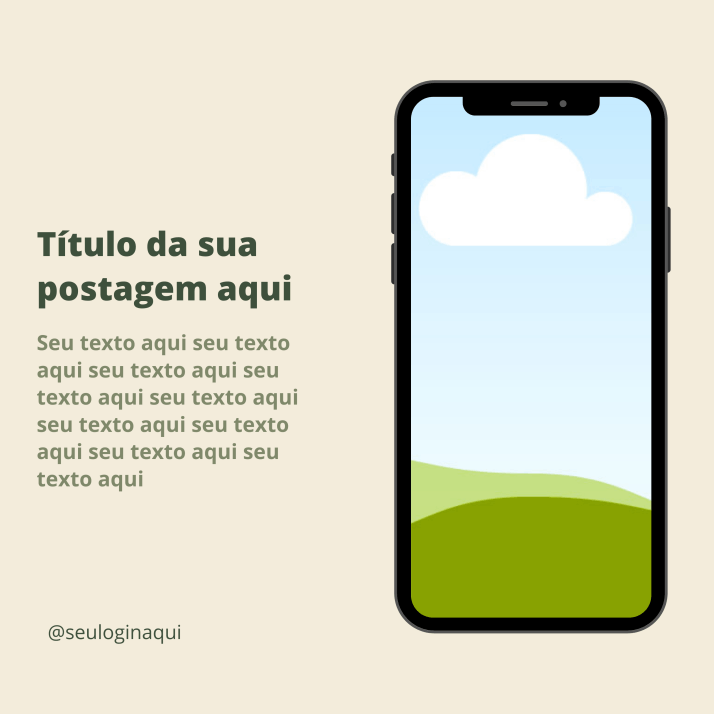 Título da sua
postagem aqui
Seu texto aqui seu texto
aqui seu texto aqui seu
texto aqui seu texto aqui
seu texto aqui seu texto
aqui seu texto aqui seu
texto aqui
@seuloginaqui